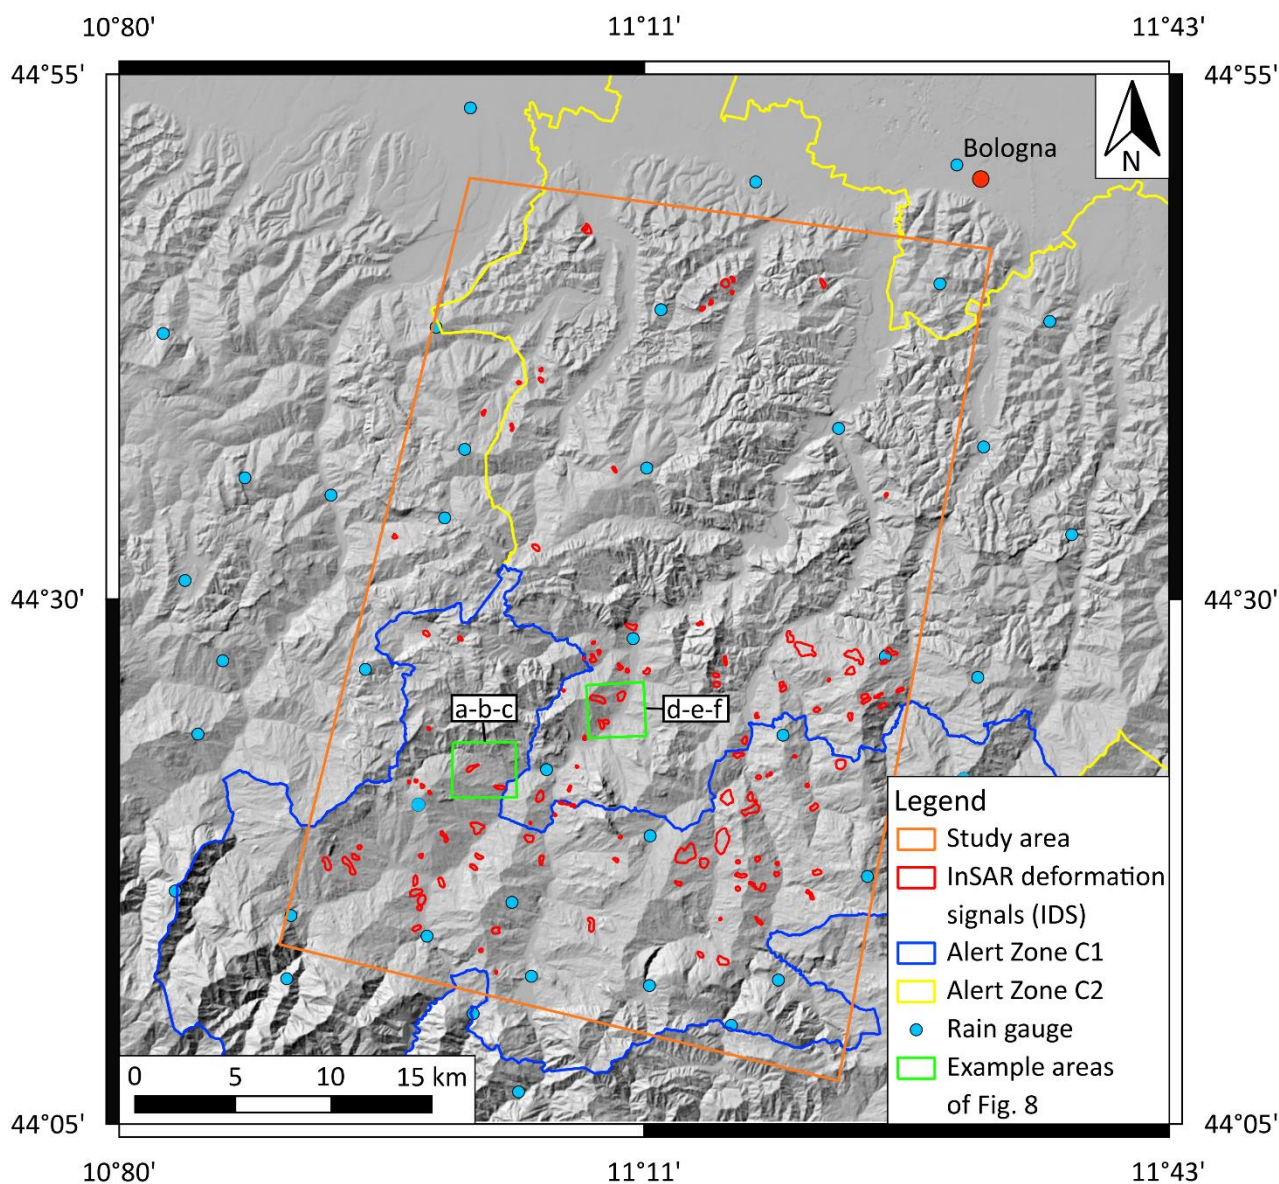 10°80'
11°11'
11°43'
44°55'
44°55'
Bologna
N
44°30'
44°30'
a-b-c
d-e-f
Legend
Study area
InSAR deformation
signals (IDS)
Alert Zone C1
Alert Zone C2
Rain gauge
Example areas
of Fig. 8
0 5 10 15 km
44°05'
44°05'
10°80'
11°11'
11°43'